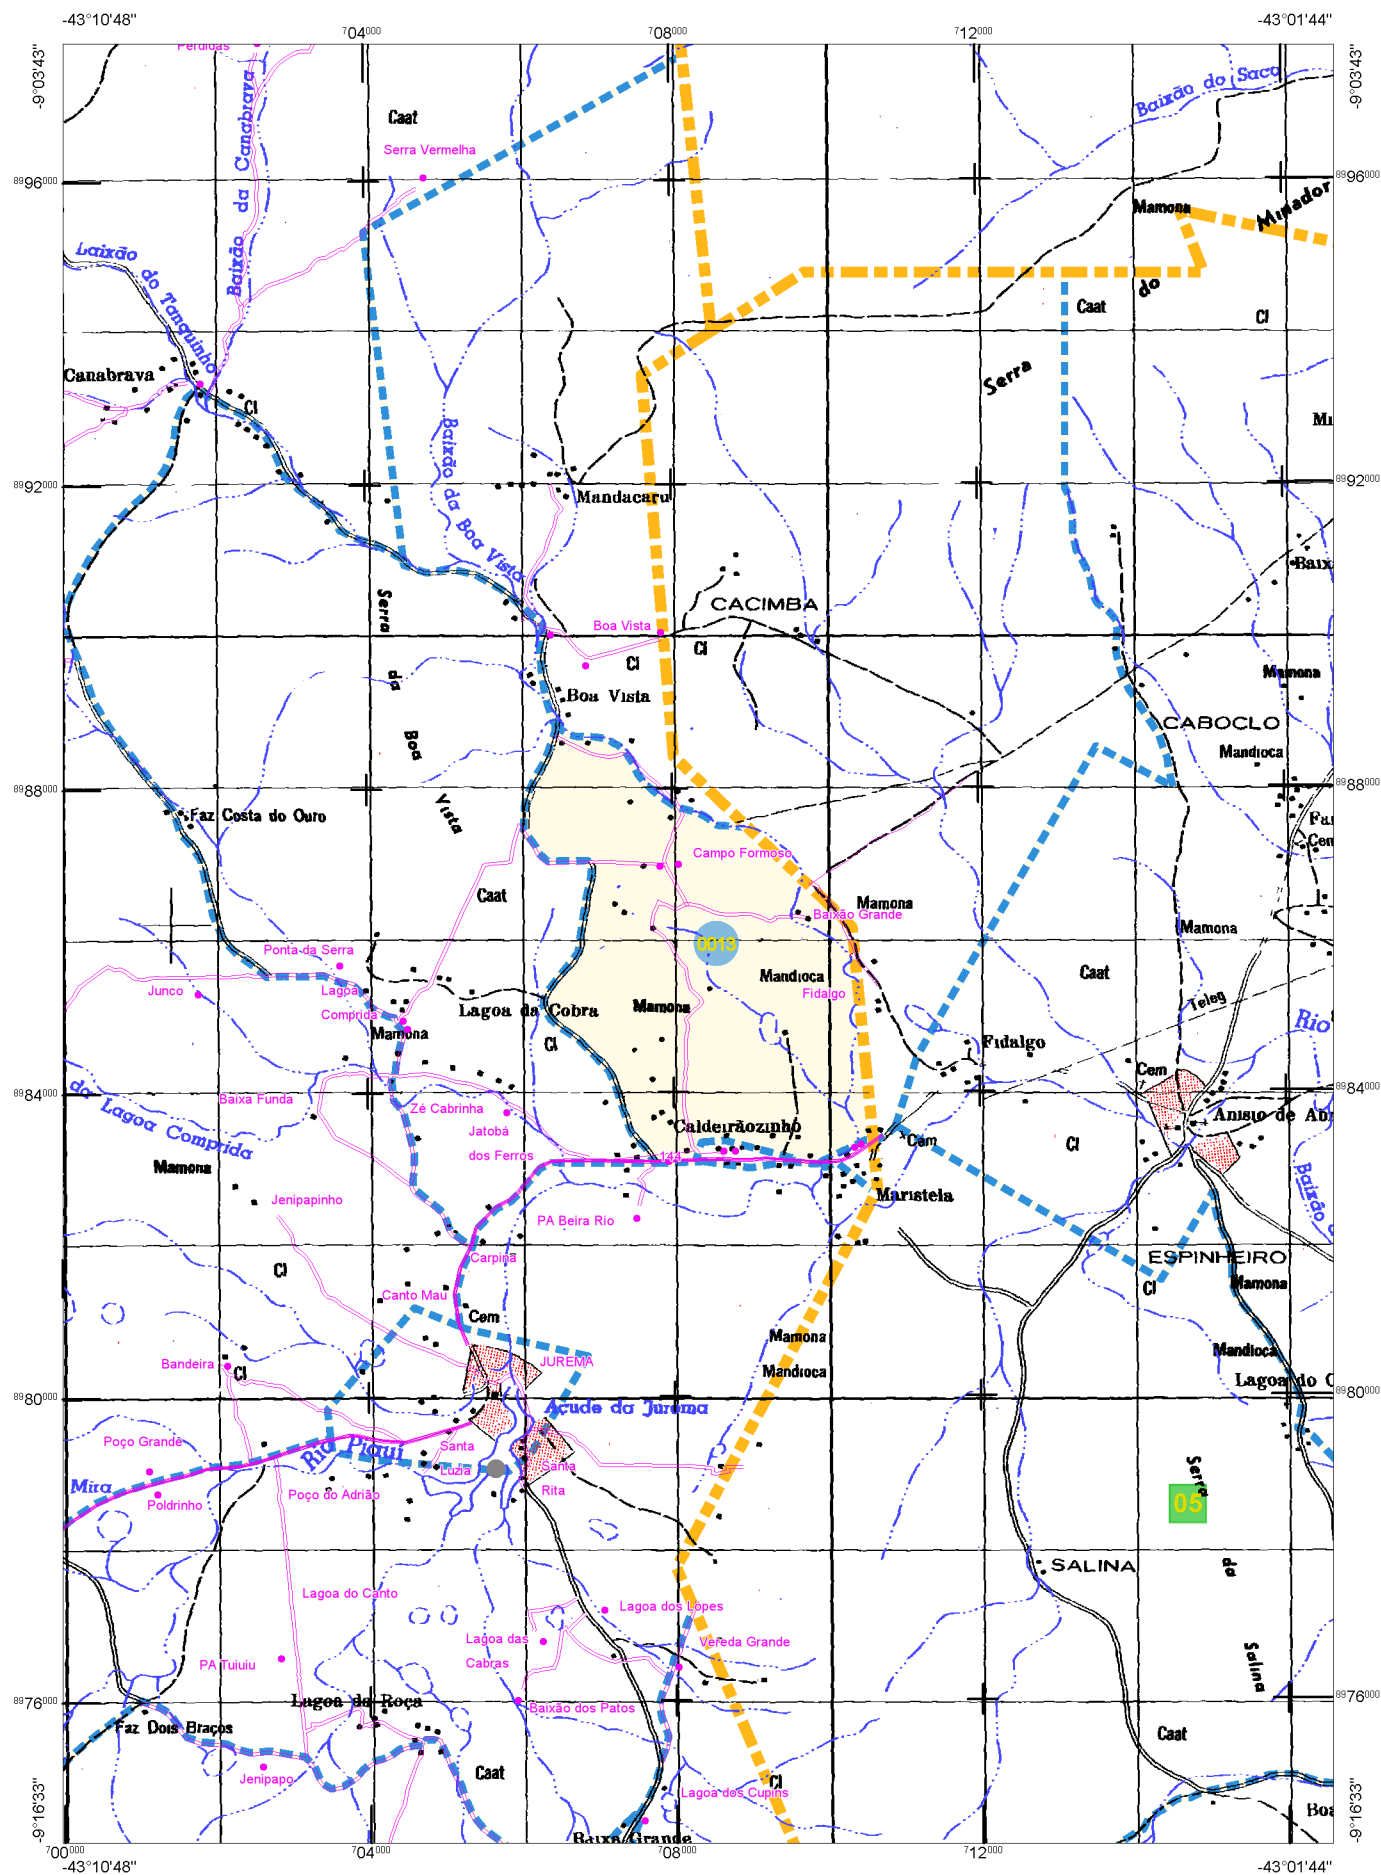 -43°10'48"
-43°01'44"
704000
708000
712000
-9°03'43"
-9°03'43"
Perdidas
Baixão da Canabrava
Baixão do Saco
Caat
Serra Vermelha
8996000
8996000
Mamona
Minador
do
Serra
Baixão do Tanquinho
Caat
Cl
Canabrava
Cl
Baixão da Boa Vista
8992000
8992000
Mandacaru
Serra
da
Boa
Vista
CACIMBA
Boa Vista
Cl
Cl
Boa Vista
Mamona
CABOCLO
Mandioca
8988000
8988000
Faz Costa do Ouro
Campo Formoso
Caat
Mamona
Baixão Grande
Mamona
0013
Ponta da Serra
Mandioca
Caat
Junco
Lagoa
Comprida
Fidalgo
Mamona
Teleg
Lagoa da Cobra
Rio
Mamona
Cl
Fidalgo
Cem
da Lagoa Comprida
8984000
8984000
Baixa Funda
Zé Cabrinha
Jatobá
dos Ferros
Caldeirãozinho
Cem
Cl
144
Mamona
Jenipapinho
PA Beira Rio
Maristela
Baixão
Carpina
ESPINHEIRO
Cl
Mamona
Cl
Canto Mau
Cem
Mamona
Bandeira
Cl
JUREMA
Mandioca
Mandioca
8980000
8980000
Açude da Jurema
Poço Grande
Rio Piauí
Santa
Luzia
Santa
Rita
Mira
Poldrinho
Poço do Adrião
Serra
05
da
Salina
SALINA
Lagoa do Canto
Lagoa dos Lopes
Lagoa das
Cabras
Vereda Grande
PA Tuiuiu
8976000
8976000
Lagoa da Roça
Baixão dos Patos
Faz Dois Braços
Caat
Jenipapo
Caat
Cl
Lagoa dos Cupins
Baixa Grande
-9°16'33"
-9°16'33"
700000
704000
708000
712000
-43°10'48"
-43°01'44"